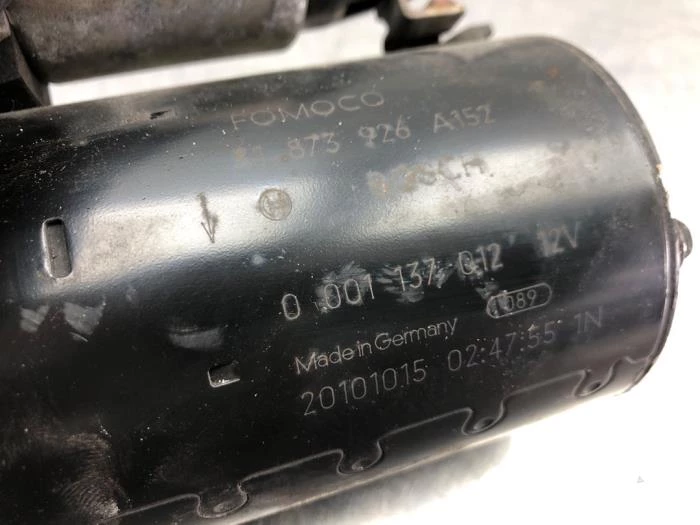 FOMOCO
873 926 A152
BOSCH
0 001 137 012 12V
1089
Made in Germany
20101015 02:47:55 1N